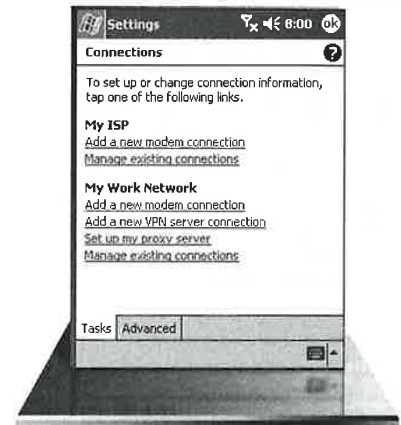 Settings 8:00 ok
Connections ?
To set up or change connection information,
tap one of the following links.
My ISP
Add a new modem connection
Manage existing connections
My Work Network
Add a new modem connection
Add a new VPN server connection
Set up my proxy server
Manage existing connections
Tasks Advanced